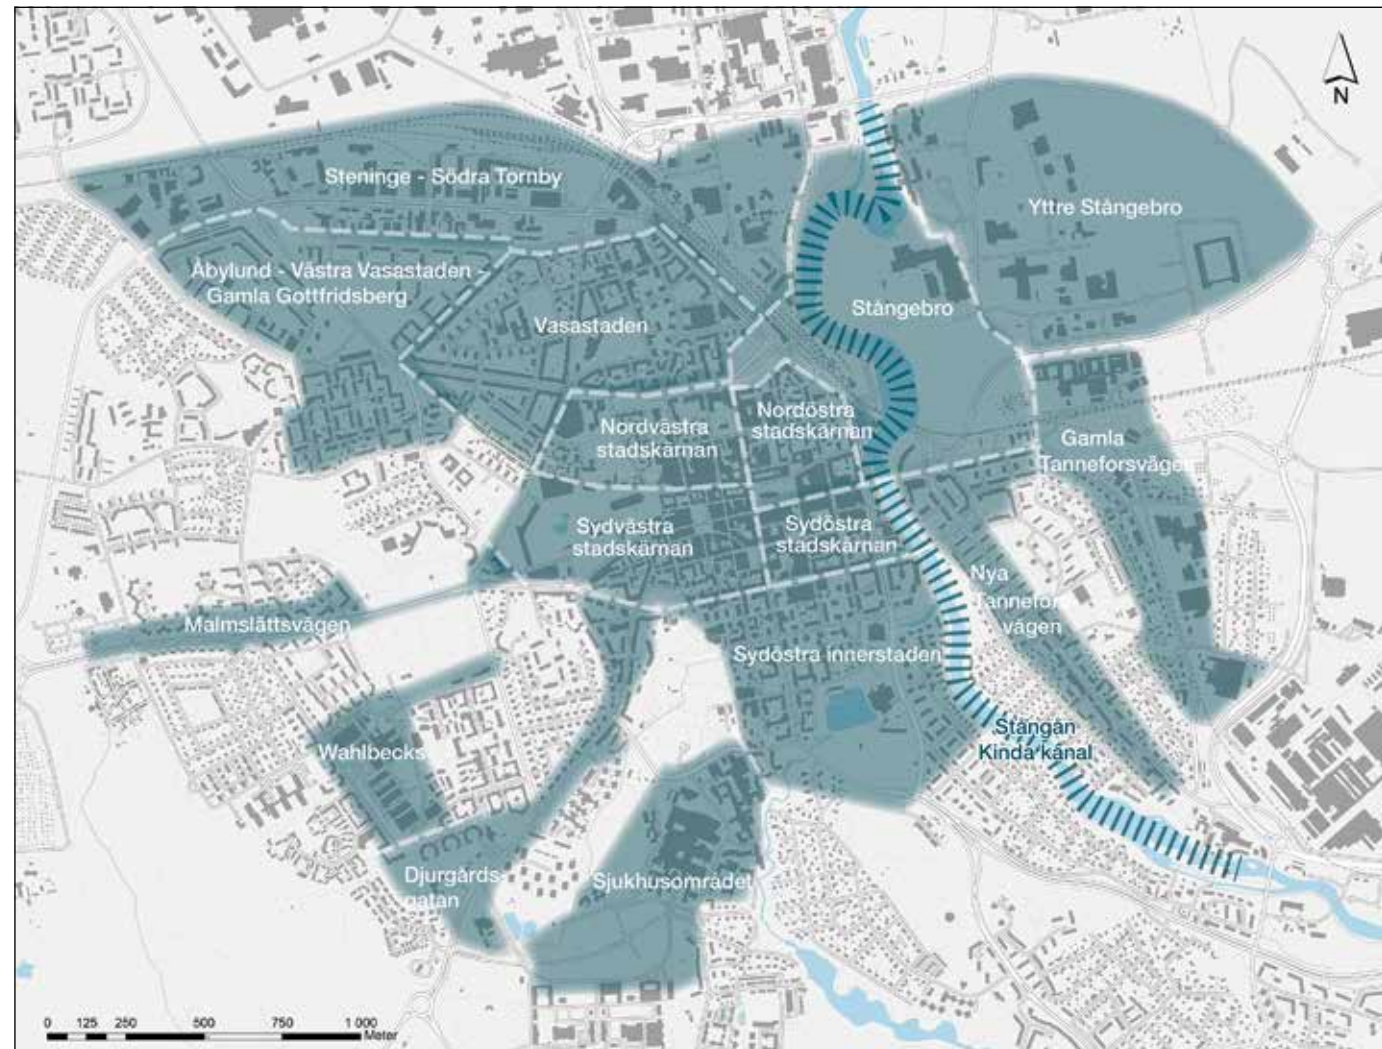 N
Steninge - Södra Tornby
Yttre Stångebro
Åbylund - Västra Vasastaden -
Gamla Gottfridsberg
Stångebro
Vasastaden
Nordöstra
stadskärnan
Nordvästra
stadskärnan
Gamla
Tanneforsvägen
Sydvästra
stadskärnan
Sydöstra
stadskärnan
Nya
Tannefors-
vägen
Malmslättsvägen
Sydöstra innerstaden
Stångån
Kinda kanal
Wahlbecks
Djurgårds-
gatan
Sjukhusområdet
0 125 250 500 750 1 000
Meter